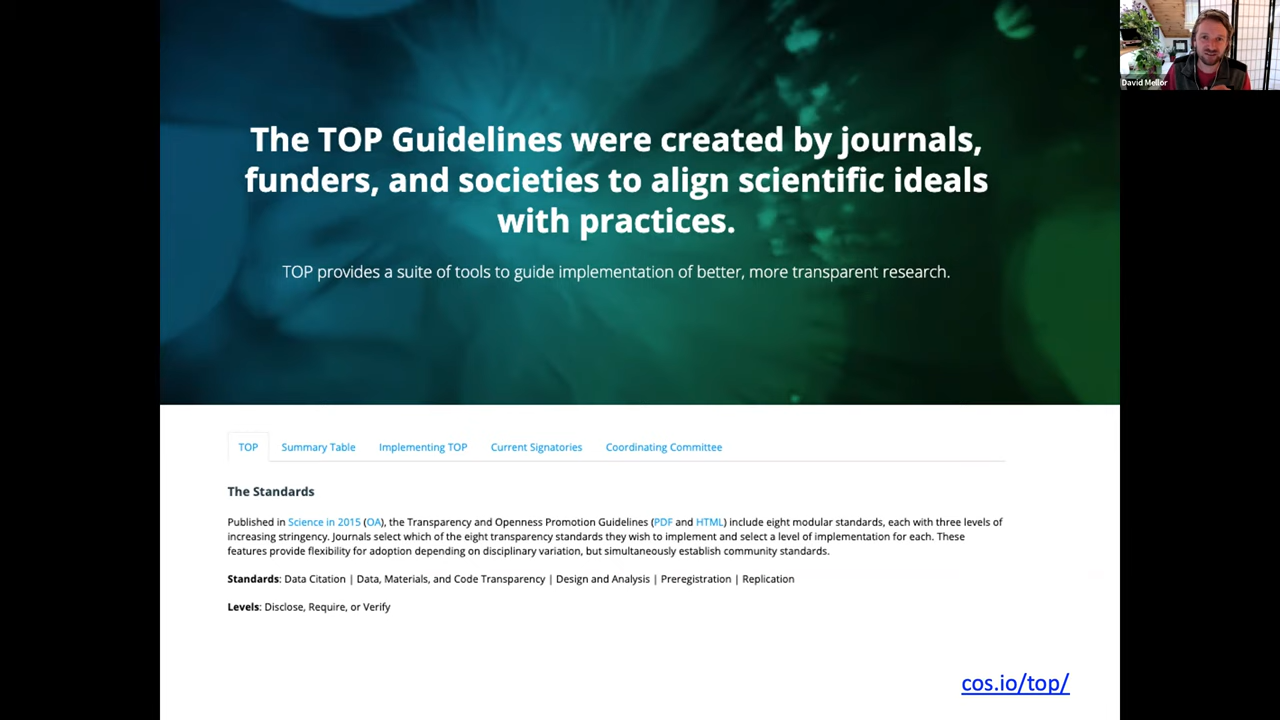 The TOP Guidelines were created by journals,
funders, and societies to align scientific ideals
with practices.
TOP provides a suite of tools to guide implementation of better, more transparent research.
David Mellor
TOP Summary Table Implementing TOP Current Signatories Coordinating Committee
The Standards
Published in Science in 2015 (OA), the Transparency and Openness Promotion Guidelines (PDF and HTML) include eight modular standards, each with three levels of
increasing stringency. Journals select which of the eight transparency standards they wish to implement and select a level of implementation for each. These
features provide flexibility for adoption depending on disciplinary variation, but simultaneously establish community standards.
Standards: Data Citation | Data, Materials, and Code Transparency | Design and Analysis | Preregistration | Replication
Levels: Disclose, Require, or Verify
cos.io/top/